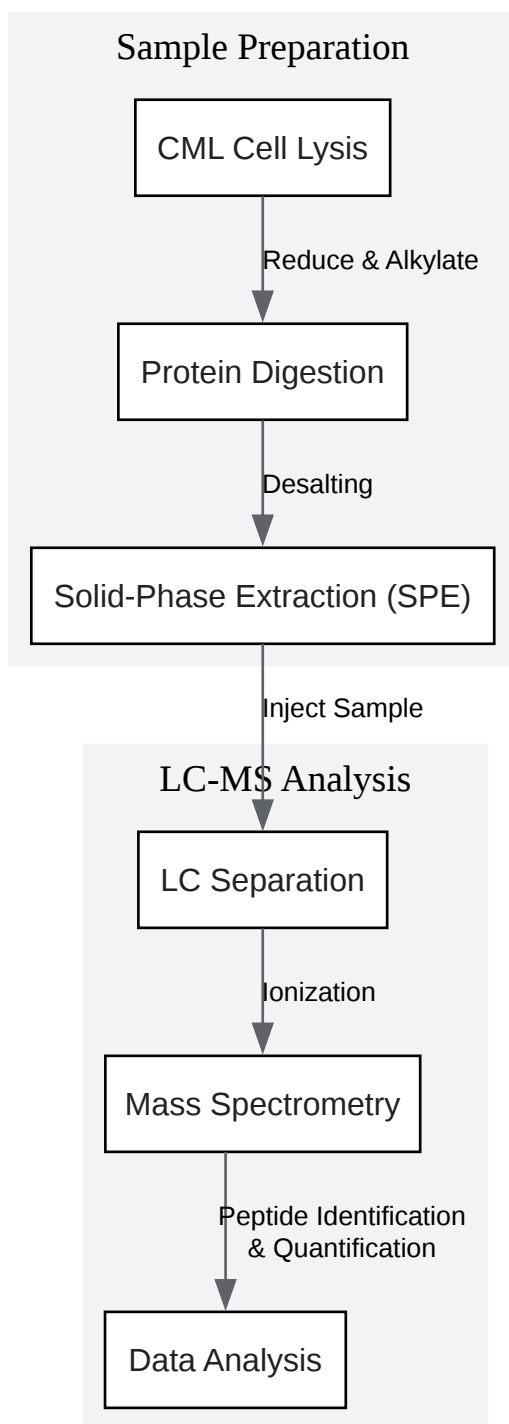 Sample Preparation
CML Cell Lysis
Reduce & Alkylate
Protein Digestion
Desalting
Solid-Phase Extraction (SPE)
Inject Sample
LC-MS Analysis
LC Separation
Ionization
Mass Spectrometry
Peptide Identification
& Quantification
Data Analysis